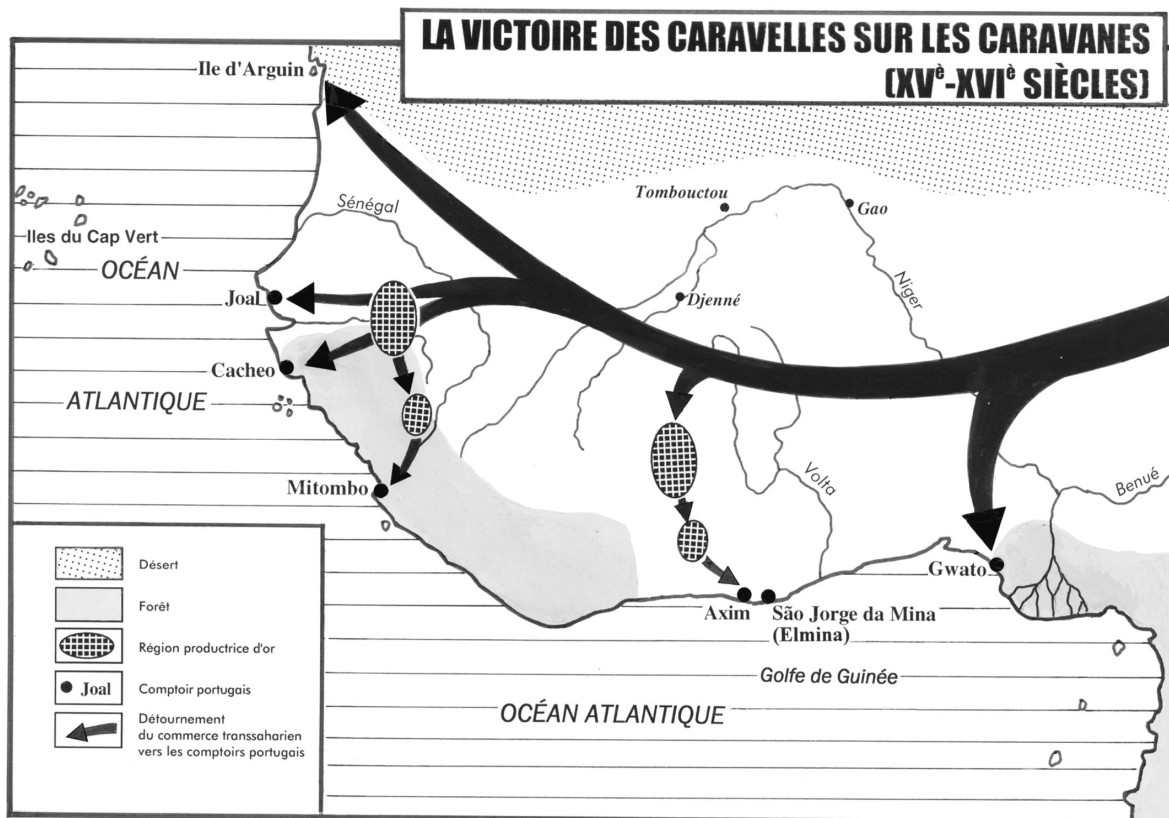 LA VICTOIRE DES CARAVELLES SUR LES CARAVANES
(XVè-XVIè SIÈCLES)
Ile d'Arguin
Tombouctou
Gao
Sénégal
Iles du Cap Vert
OCÉAN
Joal
Djenné
Niger
Cacheo
ATLANTIQUE
Mitombo
Volta
Benué
Gwato
Axim
São Jorge da Mina
(Elmina)
Golfe de Guinée
OCÉAN ATLANTIQUE
Désert
Forêt
Région productrice d'or
Joal
Comptoir portugais
Détournement
du commerce transsaharien
vers les comptoirs portugais